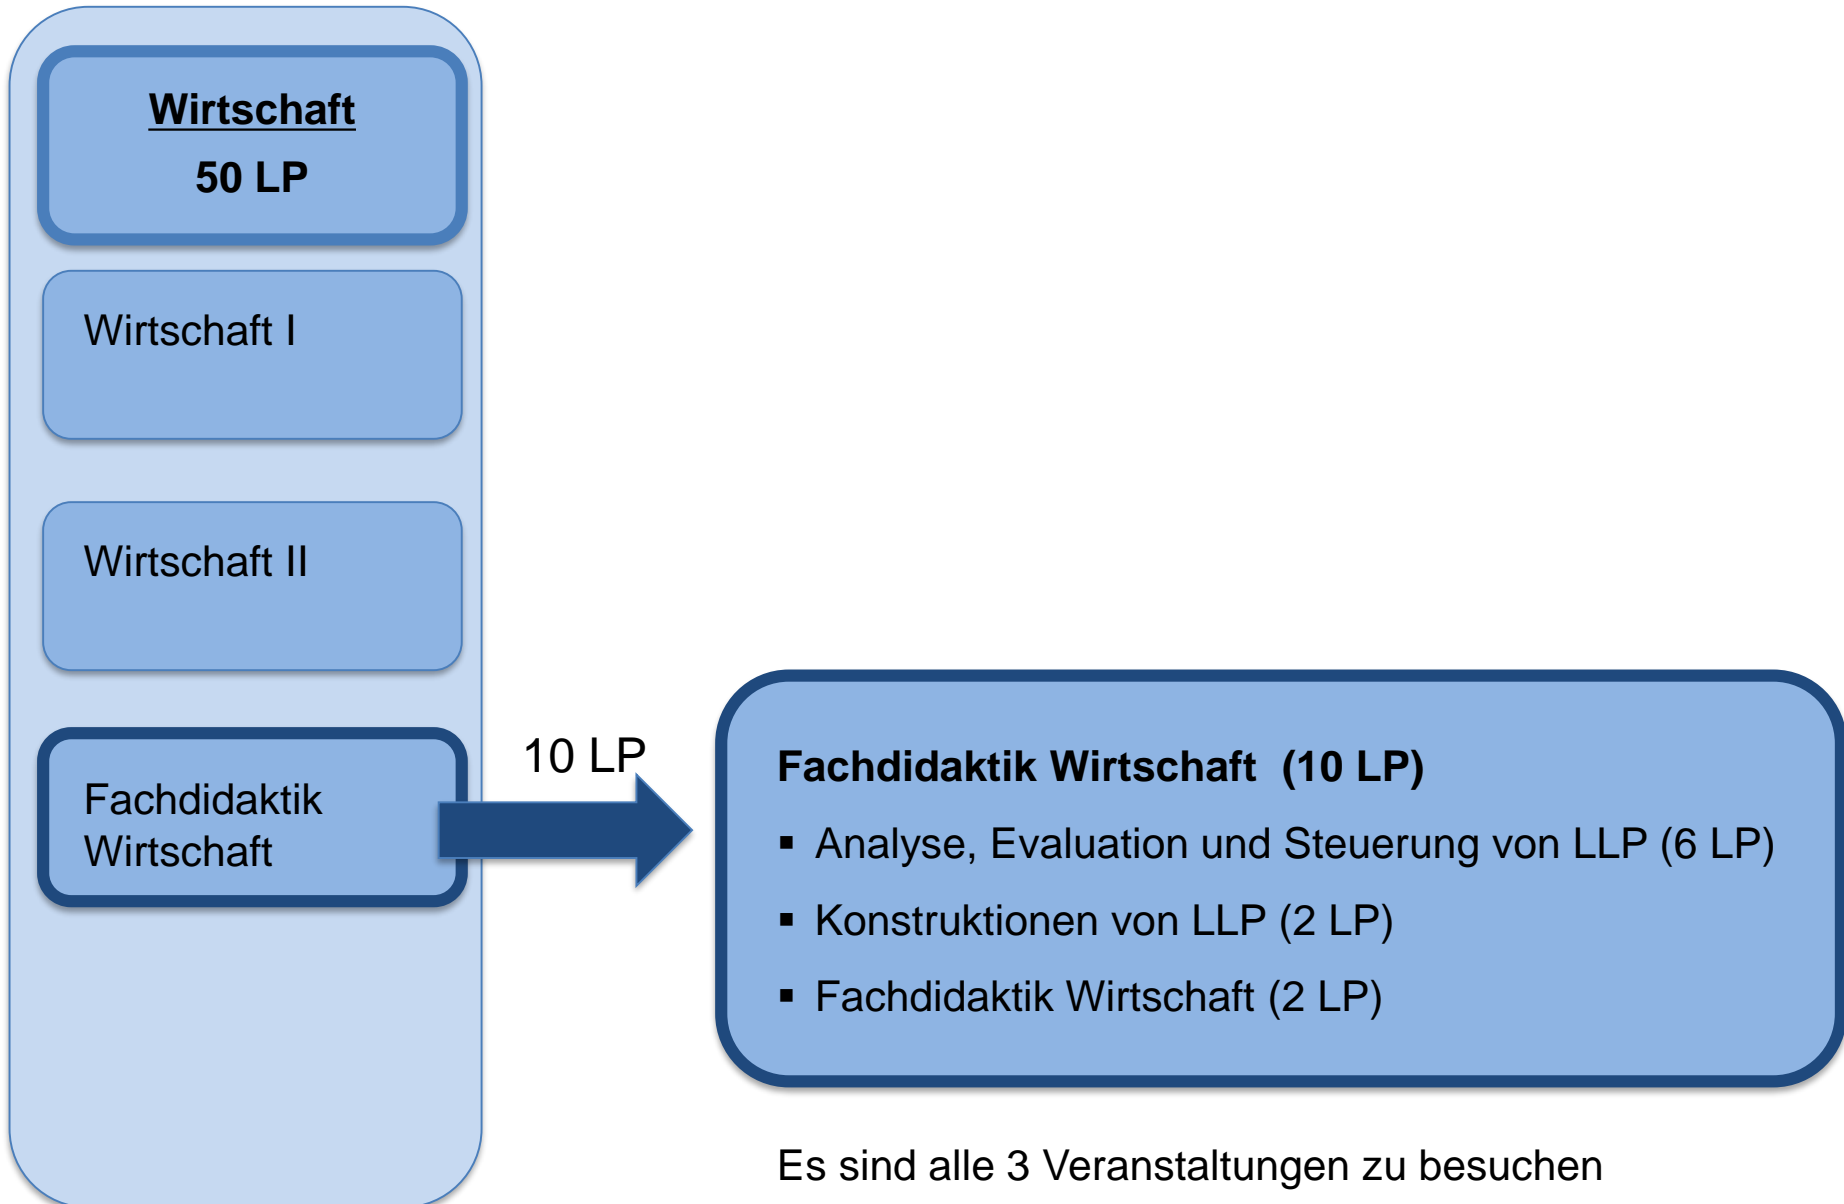 Wirtschaft
50 LP
Wirtschaft I
Wirtschaft II
Fachdidaktik
Wirtschaft
10 LP
Fachdidaktik Wirtschaft (10 LP)
▪ Analyse, Evaluation und Steuerung von LLP (6 LP)
▪ Konstruktionen von LLP (2 LP)
▪ Fachdidaktik Wirtschaft (2 LP)
Es sind alle 3 Veranstaltungen zu besuchen